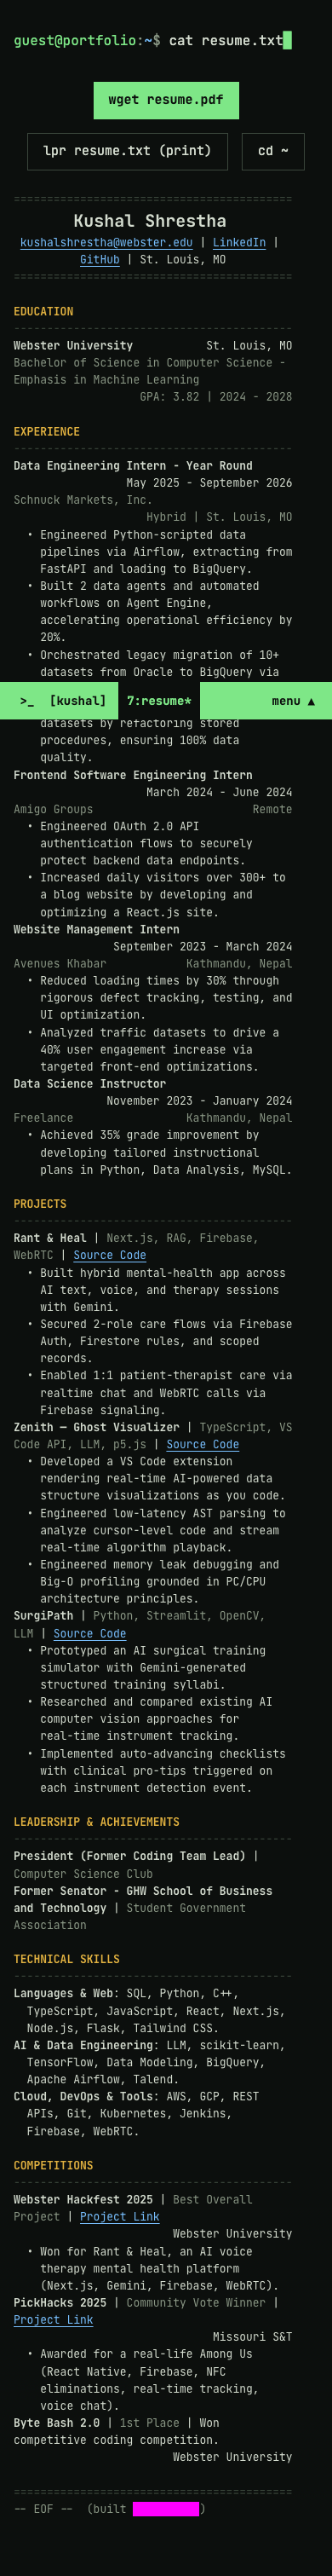 guest@portfolio:~$ cat resume.txt
wget resume.pdf
lpr resume.txt (print)
cd ~
==========================================
Kushal Shrestha
kushalshrestha@webster.edu | LinkedIn |
GitHub | St. Louis, MO
==========================================
EDUCATION
------------------------------------------
Webster University St. Louis, MO
Bachelor of Science in Computer Science -
Emphasis in Machine Learning
GPA: 3.82 | 2024 - 2028
EXPERIENCE
------------------------------------------
Data Engineering Intern - Year Round
May 2025 - September 2026
Schnuck Markets, Inc.
Hybrid | St. Louis, MO
• Engineered Python-scripted data
pipelines via Airflow, extracting from
FastAPI and loading to BigQuery.
• Built 2 data agents and automated
workflows on Agent Engine,
accelerating operational efficiency by
20%.
• Orchestrated legacy migration of 10+
datasets from Oracle to BigQuery via
>_ [kushal] 7:resume* menu ▲
datasets by refactoring stored
procedures, ensuring 100% data
quality.
Frontend Software Engineering Intern
March 2024 - June 2024
Amigo Groups Remote
• Engineered OAuth 2.0 API
authentication flows to securely
protect backend data endpoints.
• Increased daily visitors over 300+ to
a blog website by developing and
optimizing a React.js site.
Website Management Intern
September 2023 - March 2024
Avenues Khabar Kathmandu, Nepal
• Reduced loading times by 30% through
rigorous defect tracking, testing, and
UI optimization.
• Analyzed traffic datasets to drive a
40% user engagement increase via
targeted front-end optimizations.
Data Science Instructor
November 2023 - January 2024
Freelance Kathmandu, Nepal
• Achieved 35% grade improvement by
developing tailored instructional
plans in Python, Data Analysis, MySQL.
PROJECTS
------------------------------------------
Rant & Heal | Next.js, RAG, Firebase,
WebRTC | Source Code
• Built hybrid mental-health app across
AI text, voice, and therapy sessions
with Gemini.
• Secured 2-role care flows via Firebase
Auth, Firestore rules, and scoped
records.
• Enabled 1:1 patient-therapist care via
realtime chat and WebRTC calls via
Firebase signaling.
Zenith — Ghost Visualizer | TypeScript, VS
Code API, LLM, p5.js | Source Code
• Developed a VS Code extension
rendering real-time AI-powered data
structure visualizations as you code.
• Engineered low-latency AST parsing to
analyze cursor-level code and stream
real-time algorithm playback.
• Engineered memory leak debugging and
Big-O profiling grounded in PC/CPU
architecture principles.
SurgiPath | Python, Streamlit, OpenCV,
LLM | Source Code
• Prototyped an AI surgical training
simulator with Gemini-generated
structured training syllabi.
• Researched and compared existing AI
computer vision approaches for
real-time instrument tracking.
• Implemented auto-advancing checklists
with clinical pro-tips triggered on
each instrument detection event.
LEADERSHIP & ACHIEVEMENTS
------------------------------------------
President (Former Coding Team Lead) |
Computer Science Club
Former Senator - GHW School of Business
and Technology | Student Government
Association
TECHNICAL SKILLS
------------------------------------------
Languages & Web: SQL, Python, C++,
TypeScript, JavaScript, React, Next.js,
Node.js, Flask, Tailwind CSS.
AI & Data Engineering: LLM, scikit-learn,
TensorFlow, Data Modeling, BigQuery,
Apache Airflow, Talend.
Cloud, DevOps & Tools: AWS, GCP, REST
APIs, Git, Kubernetes, Jenkins,
Firebase, WebRTC.
COMPETITIONS
------------------------------------------
Webster Hackfest 2025 | Best Overall
Project | Project Link
Webster University
• Won for Rant & Heal, an AI voice
therapy mental health platform
(Next.js, Gemini, Firebase, WebRTC).
PickHacks 2025 | Community Vote Winner |
Project Link
Missouri S&T
• Awarded for a real-life Among Us
(React Native, Firebase, NFC
eliminations, real-time tracking,
voice chat).
Byte Bash 2.0 | 1st Place | Won
competitive coding competition.
Webster University
==========================================
-- EOF -- (built )